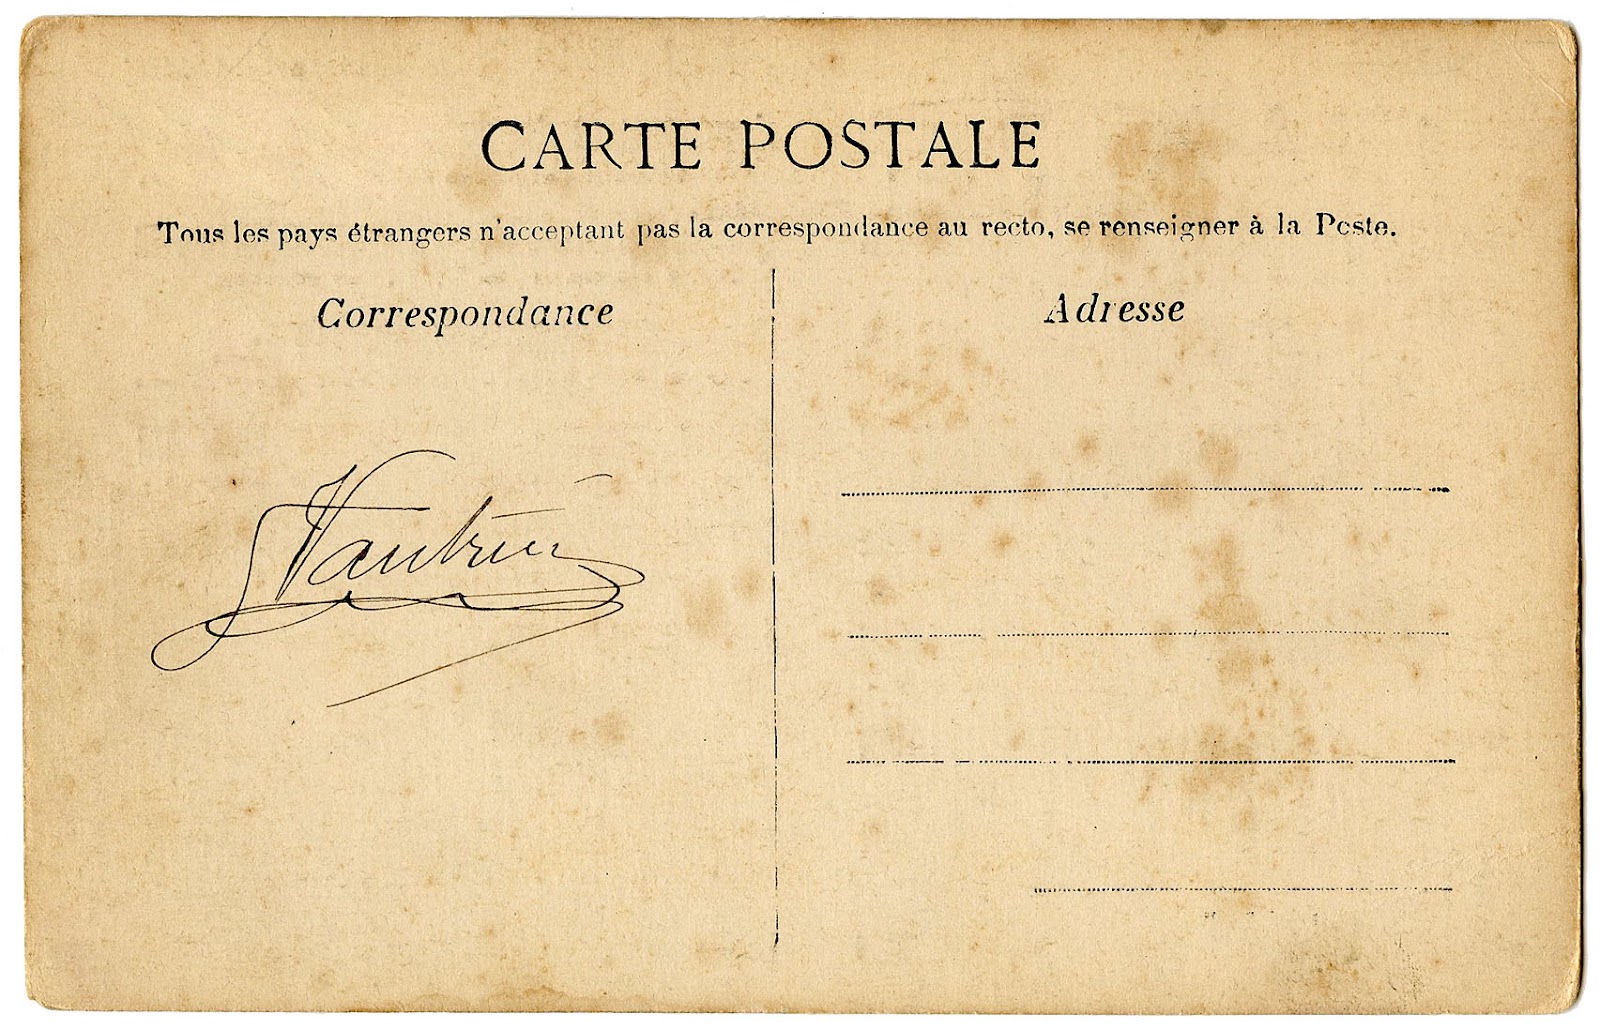 CARTE POSTALE
Tous les pays étrangers n'acceptant pas la correspondance au recto, se renseigner à la Poste.
Correspondance
Adresse
Vautrin